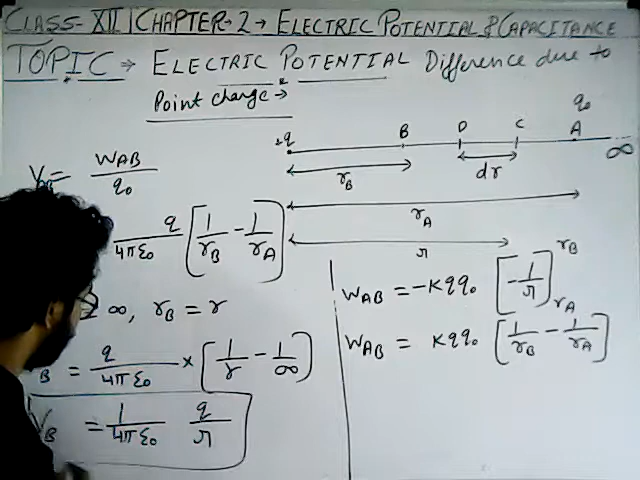 CLASS-XII | CHAPTER-2 → ELECTRIC POTENTIAL & CAPACITANCE
TOPIC → ELECTRIC POTENTIAL Difference due to
Point charge →
+q B D C A q₀ ∞
r_B dr
r_A
r
V_B = W_AB / q₀
q / 4πε₀ [1/r_B - 1/r_A]
∞, r_B = r
B = q / 4πε₀ × [1/r - 1/∞]
V_B = 1/4πε₀ q/r
W_AB = -Kqq₀ [-1/r]_{r_A}^{r_B}
W_AB = Kqq₀ [1/r_B - 1/r_A]